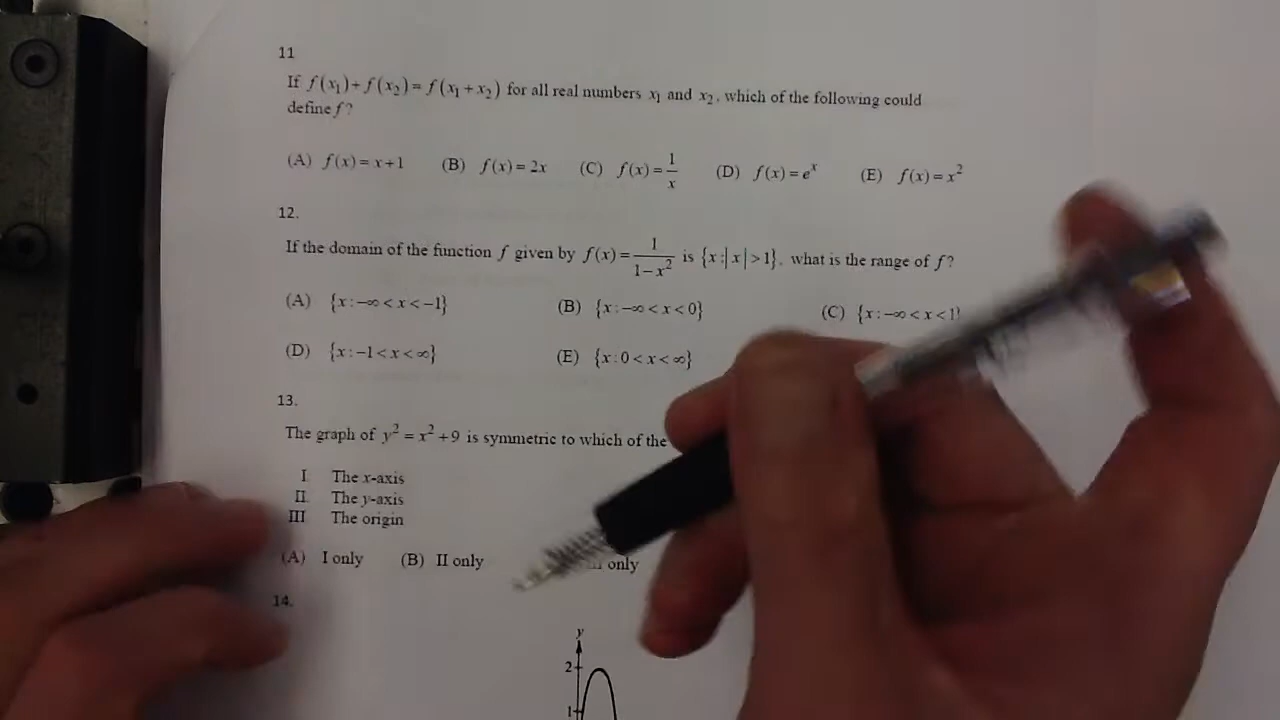 11
If f(x₁)+f(x₂)=f(x₁+x₂) for all real numbers x₁ and x₂, which of the following could
define f?
(A) f(x)=x+1 (B) f(x)=2x (C) f(x)=1/x (D) f(x)=eˣ (E) f(x)=x²
12.
If the domain of the function f given by f(x)=1/(1−x²) is {x:|x|>1}, what is the range of f?
(A) {x:−∞<x<−1} (B) {x:−∞<x<0} (C) {x:−∞<x<1}
(D) {x:−1<x<∞} (E) {x:0<x<∞}
13.
The graph of y²=x²+9 is symmetric to which of the
I The x-axis
II The y-axis
III The origin
(A) I only (B) II only only
14.
y
2
1